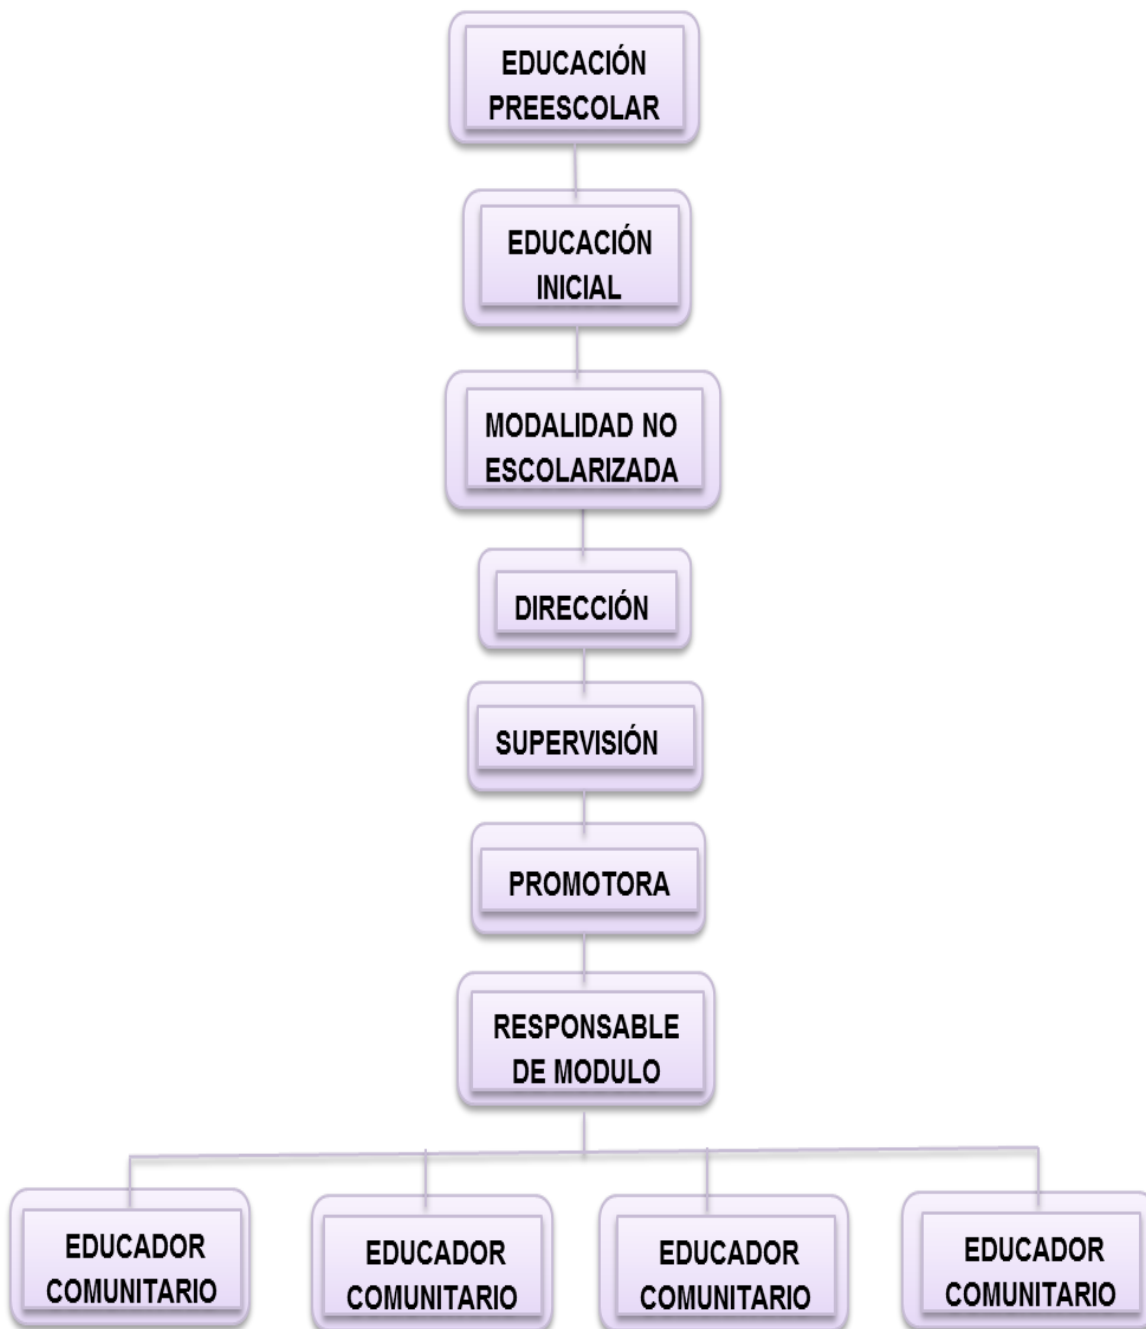 EDUCACIÓN
PREESCOLAR
EDUCACIÓN
INICIAL
MODALIDAD NO
ESCOLARIZADA
DIRECCIÓN
SUPERVISIÓN
PROMOTORA
RESPONSABLE
DE MODULO
EDUCADOR
COMUNITARIO
EDUCADOR
COMUNITARIO
EDUCADOR
COMUNITARIO
EDUCADOR
COMUNITARIO